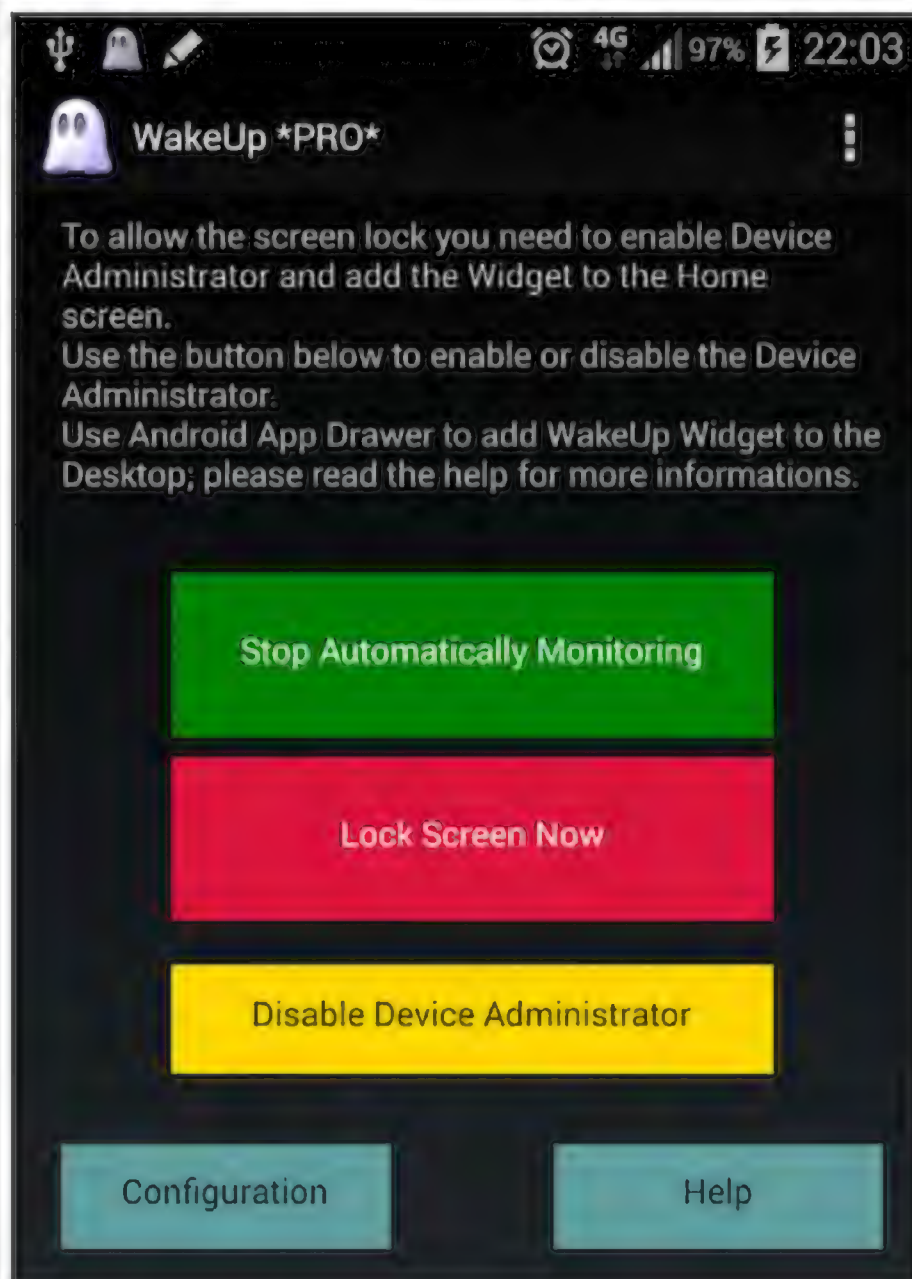 4G 97% 22:03
WakeUp *PRO*
To allow the screen lock you need to enable Device
Administrator and add the Widget to the Home
screen.
Use the button below to enable or disable the Device
Administrator.
Use Android App Drawer to add WakeUp Widget to the
Desktop; please read the help for more informations.
Stop Automatically Monitoring
Lock Screen Now
Disable Device Administrator
Configuration
Help